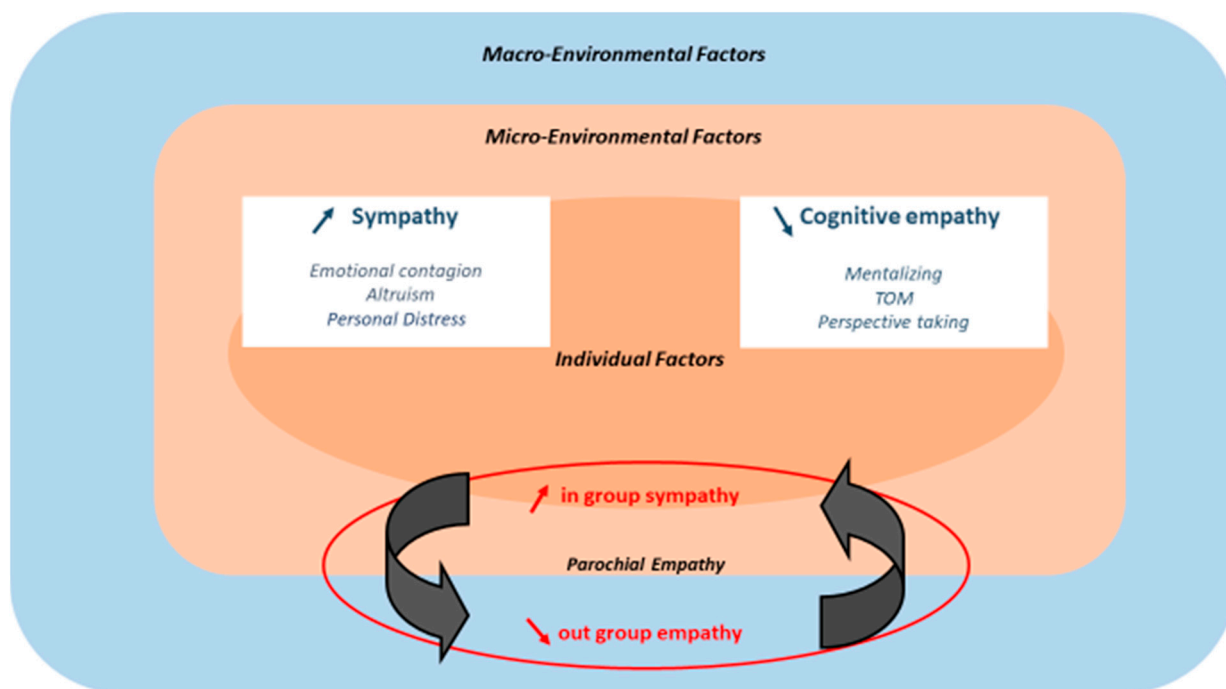 Macro-Environmental Factors
Micro-Environmental Factors
Sympathy
Emotional contagion
Altruism
Personal Distress
Cognitive empathy
Mentalizing
TOM
Perspective taking
Individual Factors
in group sympathy
Parochial Empathy
out group empathy